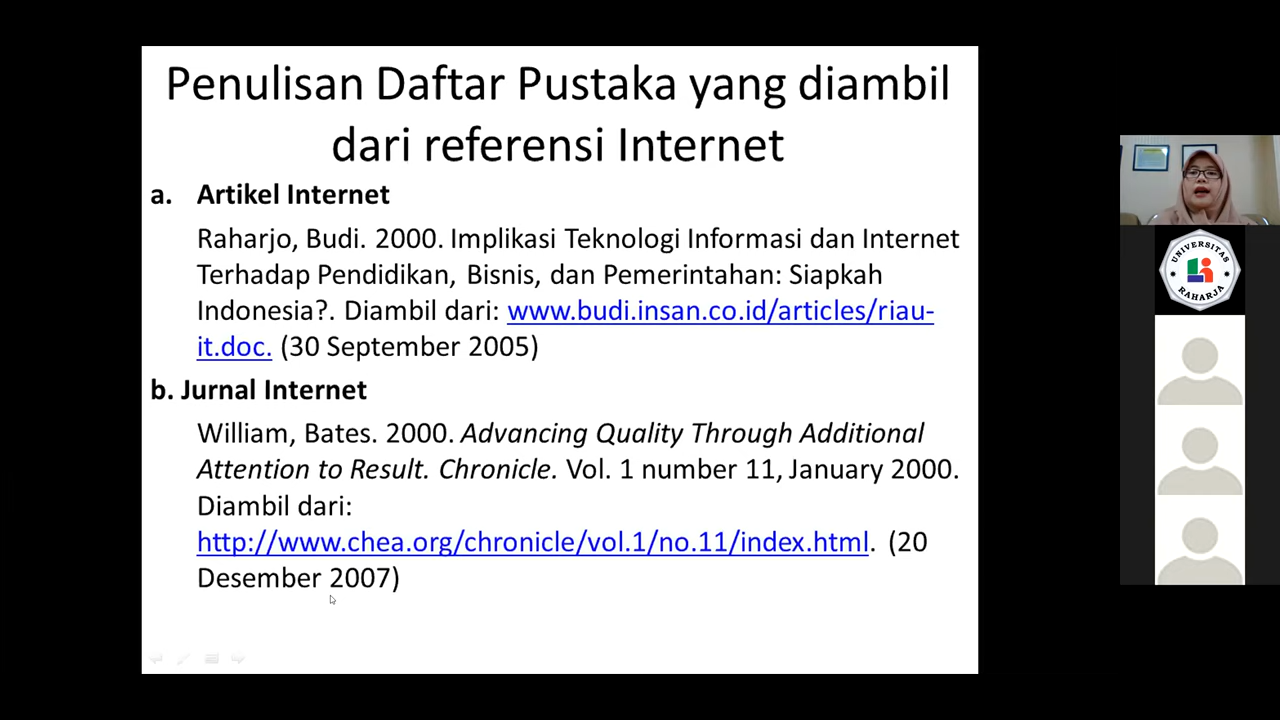 Penulisan Daftar Pustaka yang diambil
dari referensi Internet
a. Artikel Internet
Raharjo, Budi. 2000. Implikasi Teknologi Informasi dan Internet
Terhadap Pendidikan, Bisnis, dan Pemerintahan: Siapkah
Indonesia?. Diambil dari: www.budi.insan.co.id/articles/riau-
it.doc. (30 September 2005)
b. Jurnal Internet
William, Bates. 2000. Advancing Quality Through Additional
Attention to Result. Chronicle. Vol. 1 number 11, January 2000.
Diambil dari:
http://www.chea.org/chronicle/vol.1/no.11/index.html. (20
Desember 2007)
UNIVERSITAS
RAHARJA